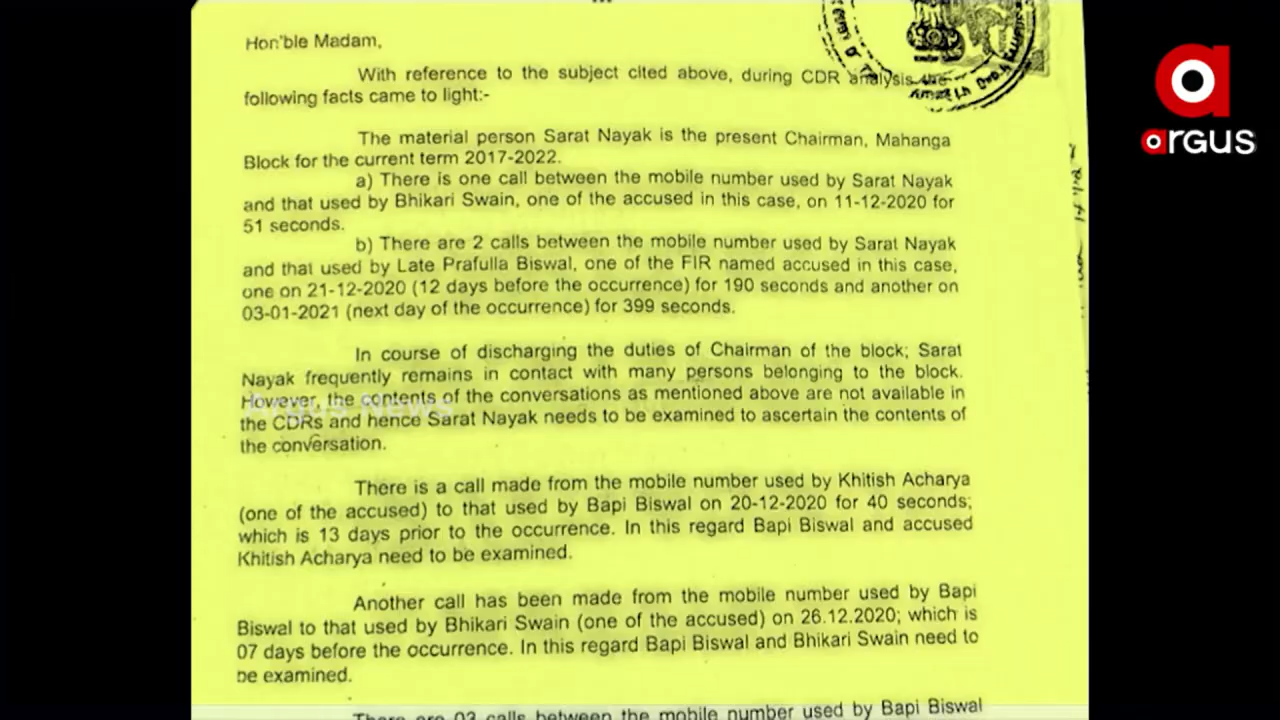 Hon'ble Madam,
With reference to the subject cited above, during CDR analysis the
following facts came to light:-
The material person Sarat Nayak is the present Chairman, Mahanga
Block for the current term 2017-2022.
a) There is one call between the mobile number used by Sarat Nayak
and that used by Bhikari Swain, one of the accused in this case, on 11-12-2020 for
51 seconds.
b) There are 2 calls between the mobile number used by Sarat Nayak
and that used by Late Prafulla Biswal, one of the FIR named accused in this case,
one on 21-12-2020 (12 days before the occurrence) for 190 seconds and another on
03-01-2021 (next day of the occurrence) for 399 seconds.
In course of discharging the duties of Chairman of the block; Sarat
Nayak frequently remains in contact with many persons belonging to the block.
However, the contents of the conversations as mentioned above are not available in
the CDRs and hence Sarat Nayak needs to be examined to ascertain the contents of
the conversation.
There is a call made from the mobile number used by Khitish Acharya
(one of the accused) to that used by Bapi Biswal on 20-12-2020 for 40 seconds;
which is 13 days prior to the occurrence. In this regard Bapi Biswal and accused
Khitish Acharya need to be examined.
Another call has been made from the mobile number used by Bapi
Biswal to that used by Bhikari Swain (one of the accused) on 26.12.2020; which is
07 days before the occurrence. In this regard Bapi Biswal and Bhikari Swain need to
be examined.
There are 03 calls between the mobile number used by Bapi Biswal
Argus News
argus